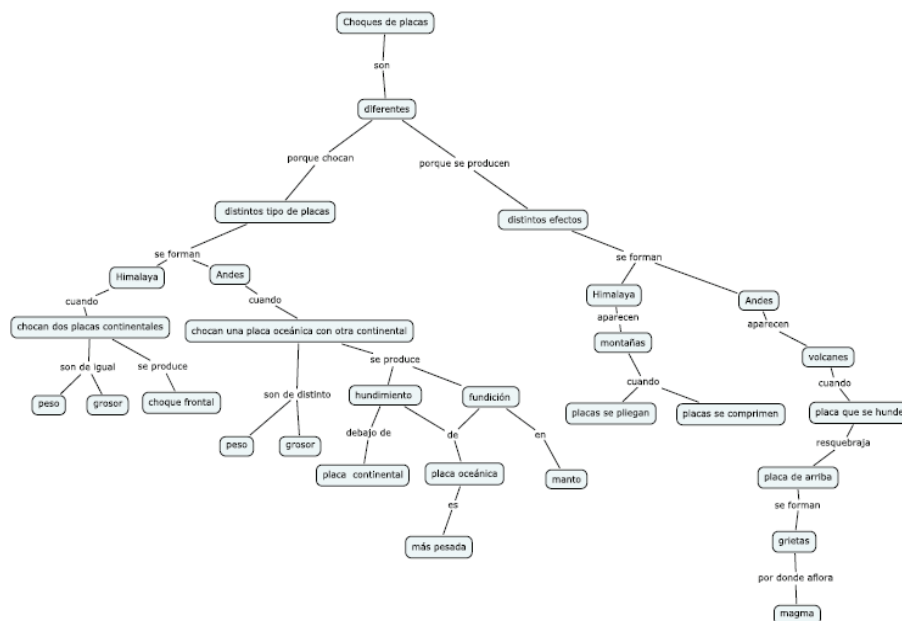 Choques de placas
son
diferentes
porque chocan
porque se producen
distintos tipo de placas
distintos efectos
se forman
se forman
Himalaya
Andes
Himalaya
Andes
cuando
cuando
aparecen
aparecen
chocan dos placas continentales
chocan una placa oceánica con otra continental
montañas
volcanes
son de igual
se produce
se produce
cuando
cuando
peso
grosor
choque frontal
son de distinto
hundimiento
fundición
placas se pliegan
placas se comprimen
placa que se hunde
peso
grosor
debajo de
de
en
resquebraja
placa continental
placa oceánica
manto
placa de arriba
es
se forman
más pesada
grietas
por donde aflora
magma